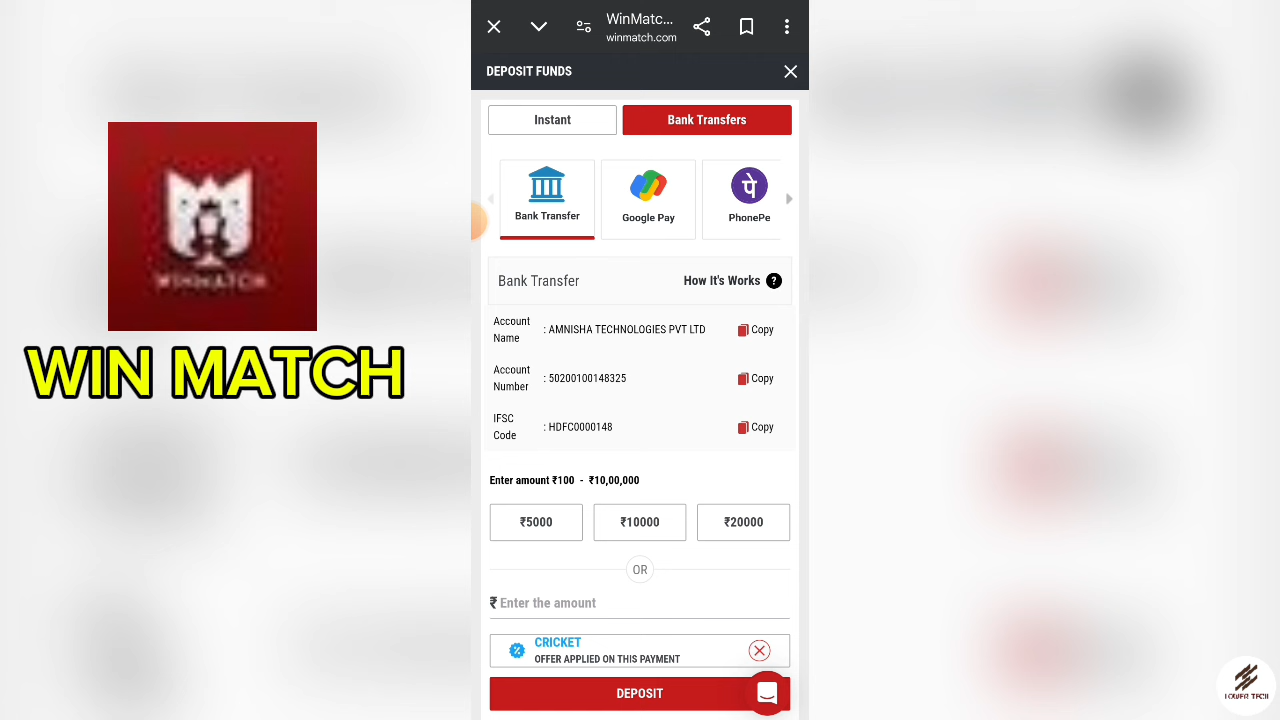 WinMatc...
winmatch.com
DEPOSIT FUNDS
Instant
Bank Transfers
Bank Transfer
Google Pay
पे
PhonePe
Bank Transfer
How It's Works ?
Account Name : AMNISHA TECHNOLOGIES PVT LTD Copy
Account Number : 50200100148325 Copy
IFSC Code : HDFC0000148 Copy
Enter amount ₹100 - ₹10,00,000
₹5000
₹10000
₹20000
OR
₹ Enter the amount
CRICKET
OFFER APPLIED ON THIS PAYMENT
DEPOSIT
WINMATCH
WIN MATCH
LOWER TECH